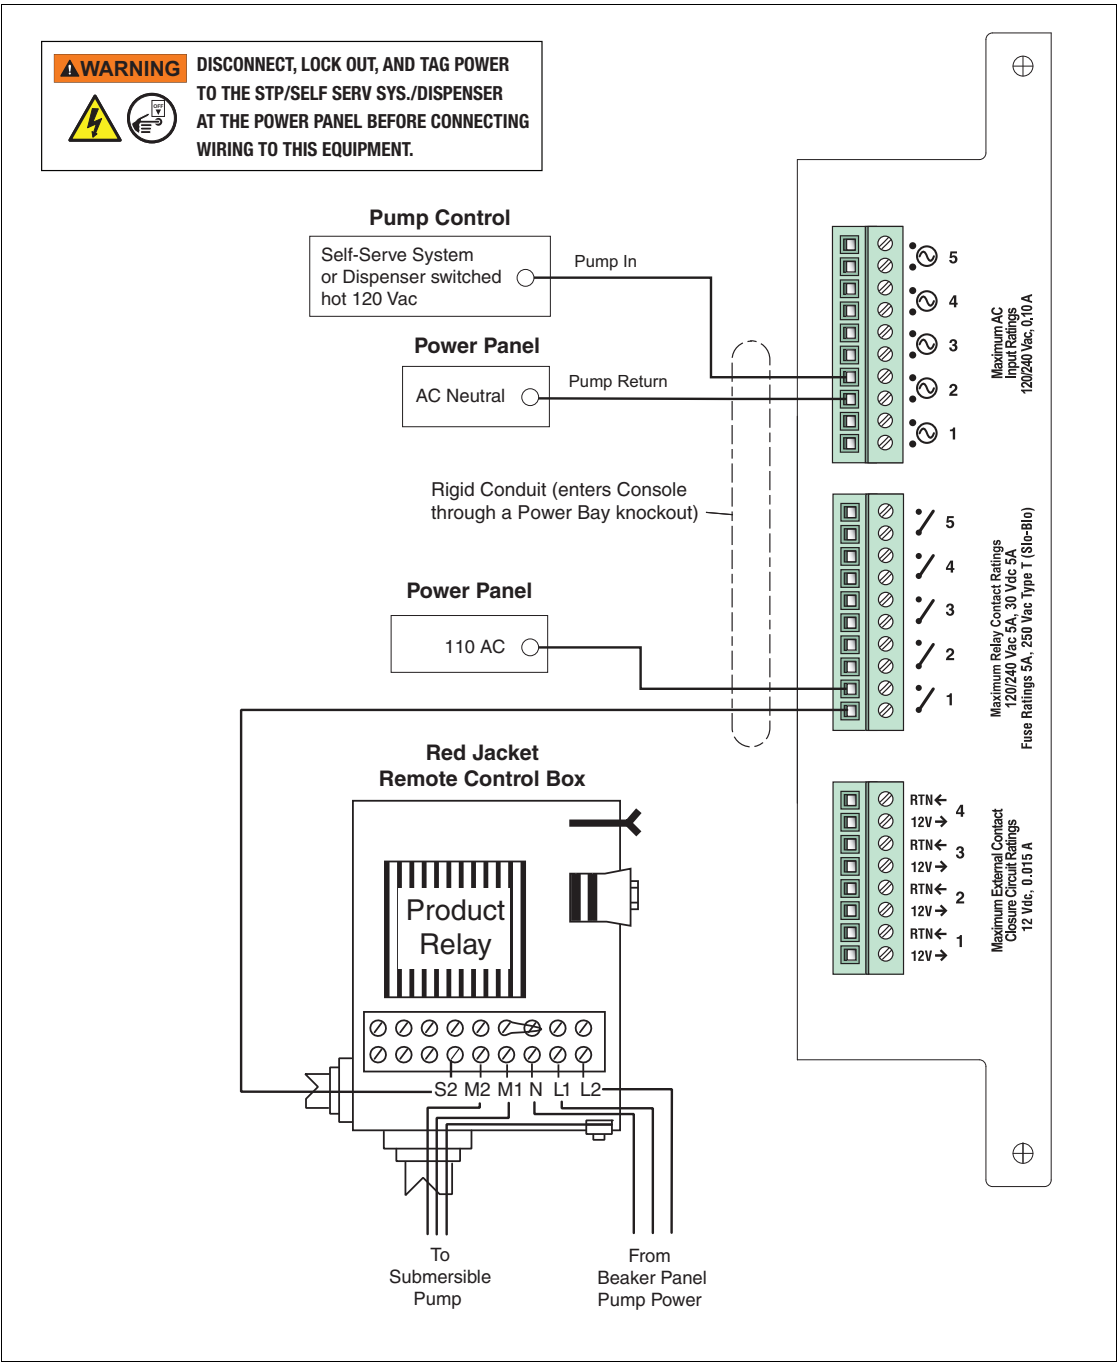 WARNING
DISCONNECT, LOCK OUT, AND TAG POWER
TO THE STP/SELF SERV SYS./DISPENSER
AT THE POWER PANEL BEFORE CONNECTING
WIRING TO THIS EQUIPMENT.
OFF
Pump Control
Self-Serve System
or Dispenser switched
hot 120 Vac
Pump In
Power Panel
AC Neutral
Pump Return
Rigid Conduit (enters Console
through a Power Bay knockout)
Power Panel
110 AC
5
4
3
2
1
Maximum AC
Input Ratings
120/240 Vac, 0.10 A
5
4
3
2
1
Maximum Relay Contact Ratings
120/240 Vac 5A, 30 Vdc 5A
Fuse Ratings 5A, 250 Vac Type T (Slo-Blo)
RTN
4
12V
RTN
3
12V
RTN
2
12V
RTN
1
12V
Maximum External Contact
Closure Circuit Ratings
12 Vdc, 0.015 A
Red Jacket
Remote Control Box
Product
Relay
S2 M2 M1 N L1 L2
To
Submersible
Pump
From
Beaker Panel
Pump Power